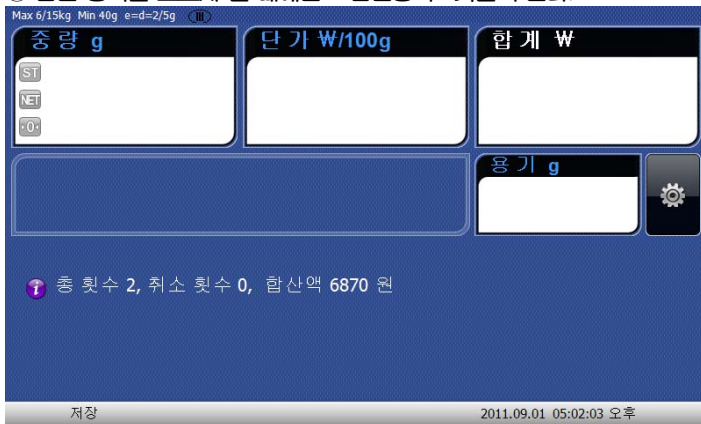 Max 6/15kg Min 40g e=d=2/5g III
중량 g
단가 ₩/100g
합계 ₩
ST
NET
·0·
용기 g
총 횟수 2, 취소 횟수 0, 합산액 6870 원
저장
2011.09.01 05:02:03 오후